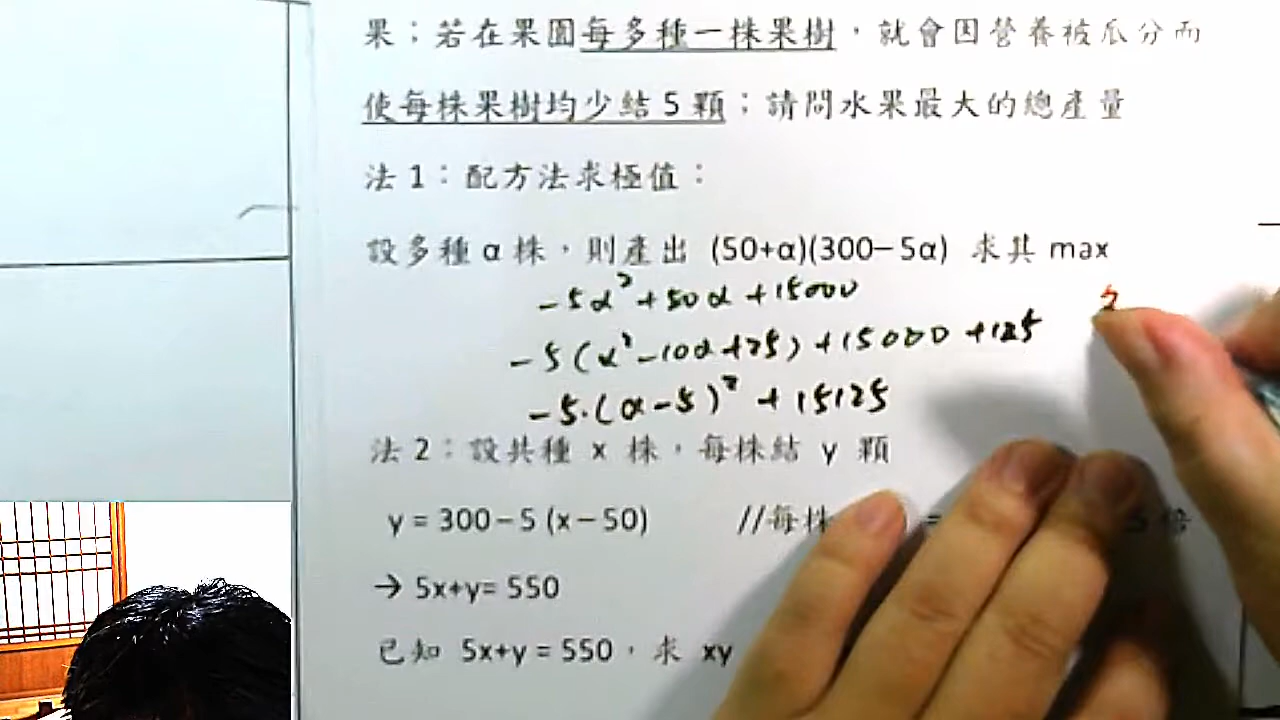 果；若在果園每多種一株果樹，就會因營養被瓜分而
使每株果樹均少結 5 顆；請問水果最大的總產量
法 1：配方法求極值：
設多種 α 株，則產出 (50+α)(300–5α) 求其 max
-5α²+50α+15000
-5(α²-10α+25)+15000+125
-5·(α-5)²+15125
法 2：設共種 x 株，每株結 y 顆
y = 300 – 5 (x – 50) //每株 = 倍
→ 5x+y= 550
已知 5x+y = 550，求 xy